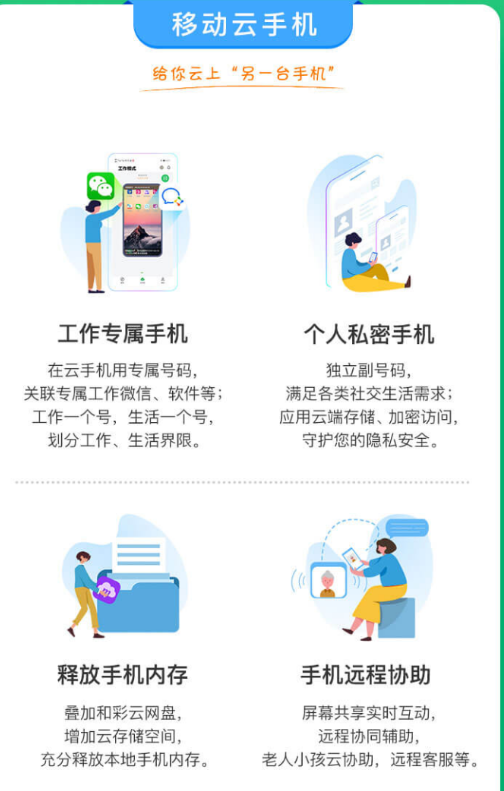 移动云手机
给你云上“另一台手机”
工作模式
工作专属手机
在云手机用专属号码，
关联专属工作微信、软件等；
工作一个号，生活一个号，
划分工作、生活界限。
个人私密手机
独立副号码，
满足各类社交生活需求；
应用云端存储、加密访问，
守护您的隐私安全。
释放手机内存
叠加和彩云网盘，
增加云存储空间，
充分释放本地手机内存。
手机远程协助
屏幕共享实时互动，
远程协同辅助，
老人小孩云协助，远程客服等。